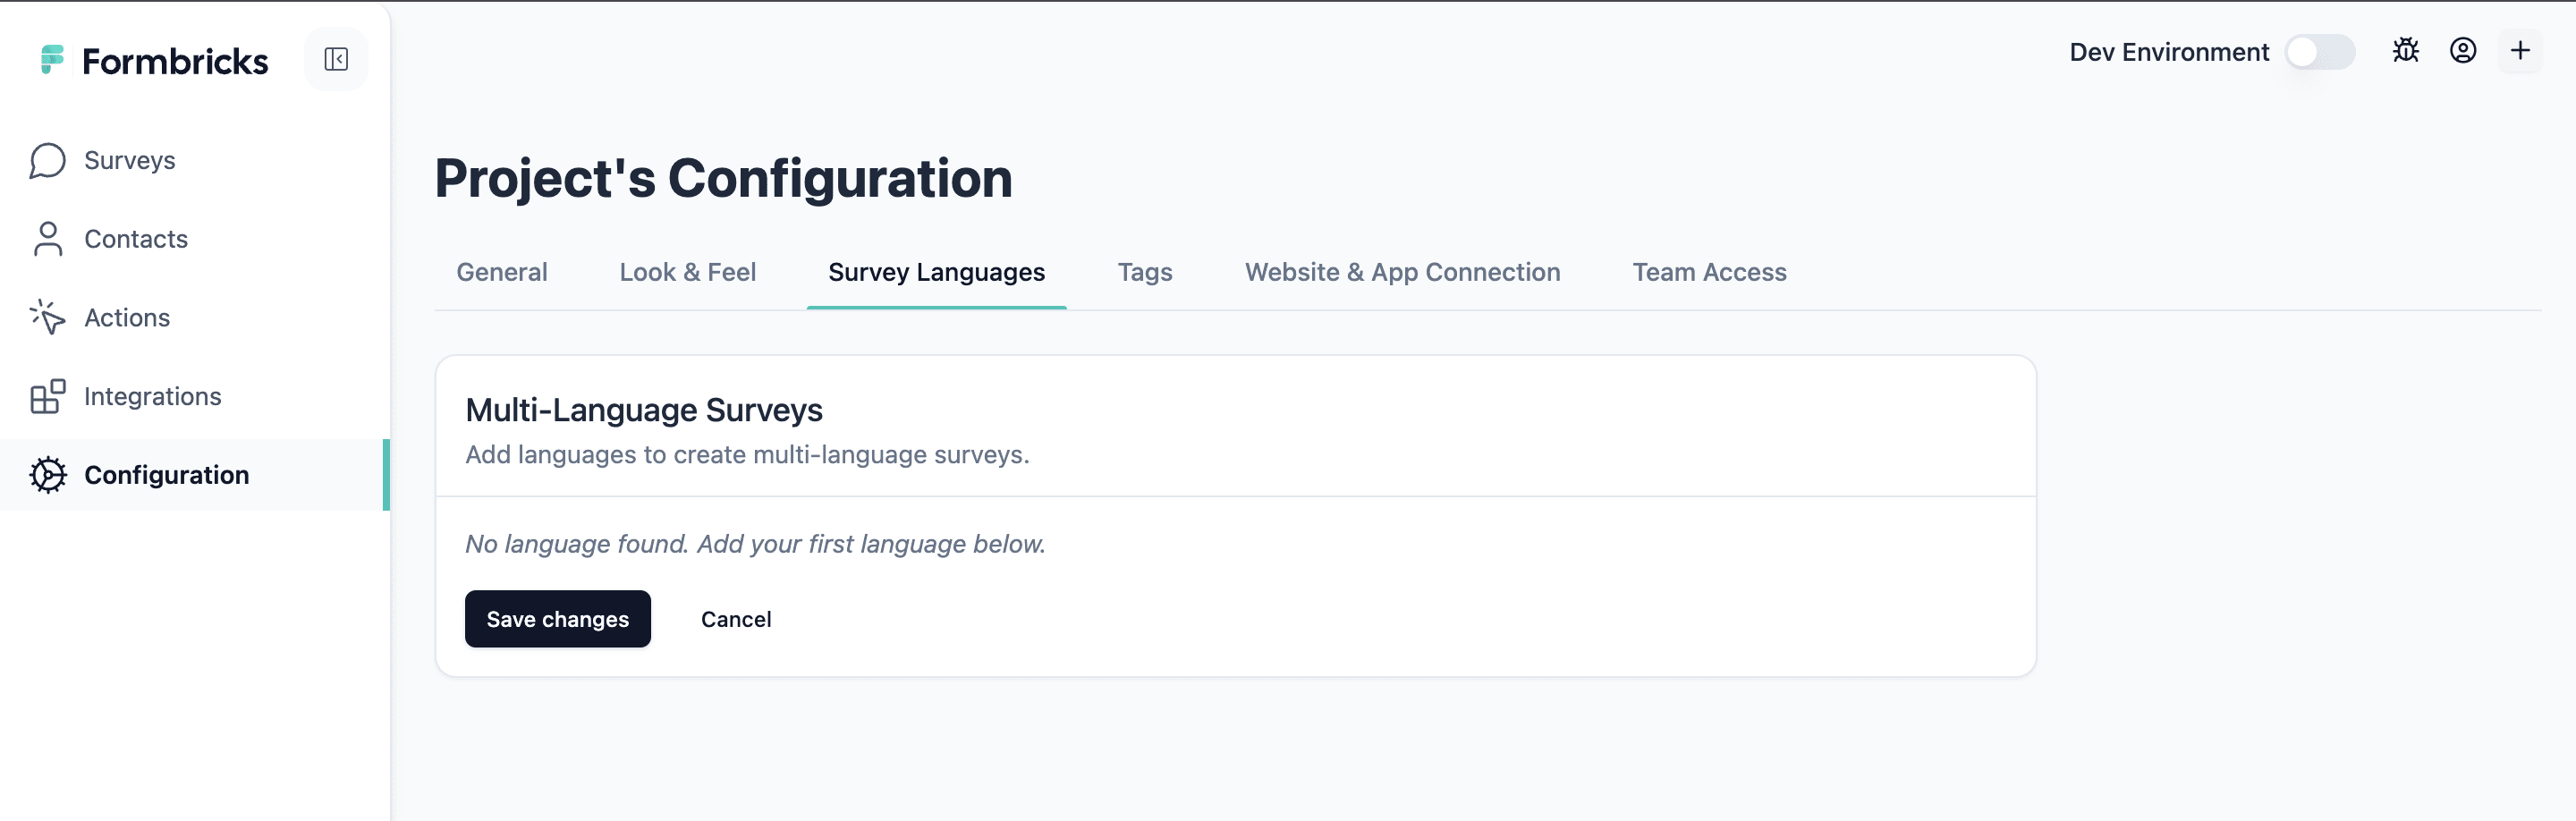 Formbricks
Dev Environment
Surveys
Contacts
Actions
Integrations
Configuration
Project's Configuration
General
Look & Feel
Survey Languages
Tags
Website & App Connection
Team Access
Multi-Language Surveys
Add languages to create multi-language surveys.
No language found. Add your first language below.
Save changes
Cancel